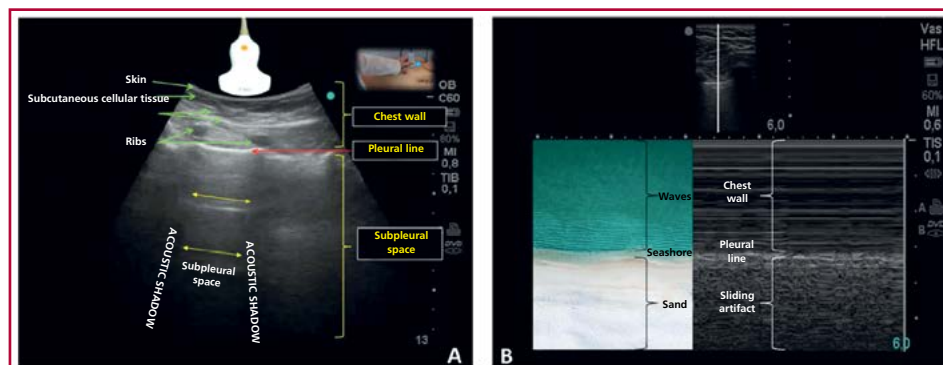 Skin
Subcutaneous cellular tissue
Ribs
Chest wall
Pleural line
Subpleural
space
Subpleural
space
ACOUSTIC SHADOW
ACOUSTIC SHADOW
OB
C60
60%
MI
0,8
TIB
0,1
13
A
Vas
HFL
60%
MI
0,6
TIS
0,1
A
B
6,0
Waves
Seashore
Sand
Chest
wall
Pleural
line
Sliding
artifact
6,0
B